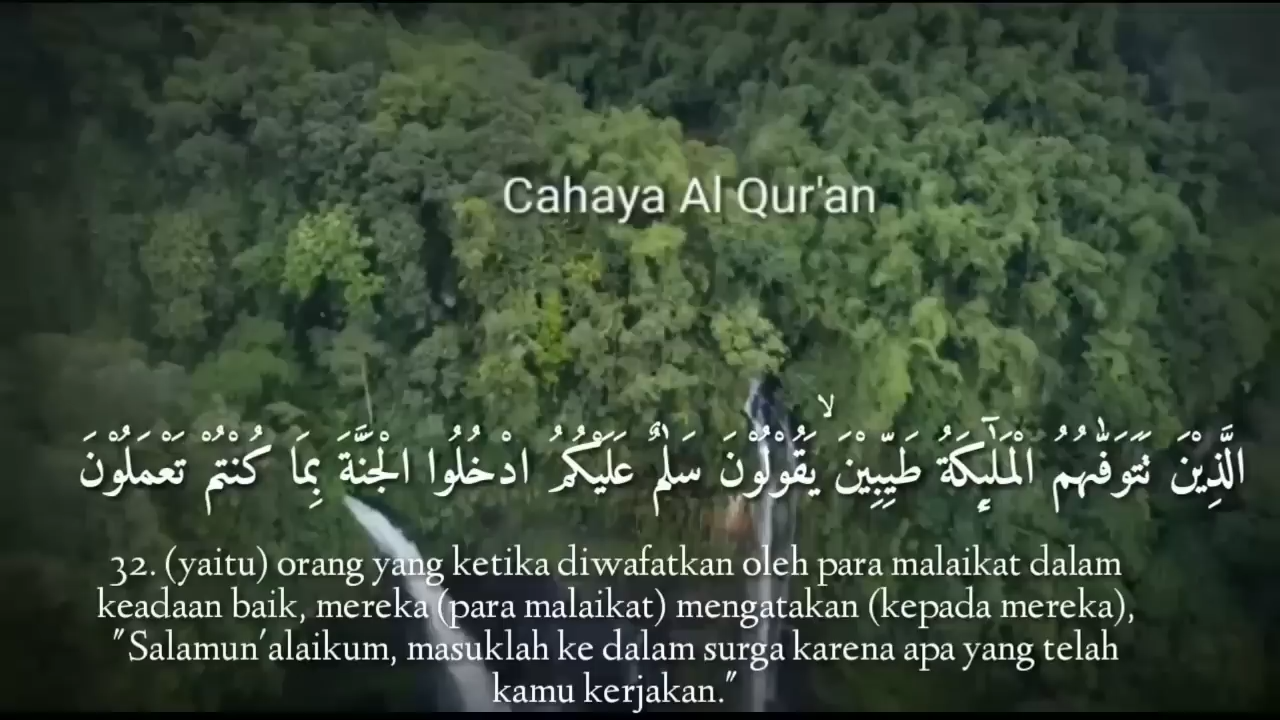 Cahaya Al Qur'an
الَّذِيْنَ تَتَوَفّٰىهُمُ الْمَلٰۤىِٕكَةُ طَيِّبِيْنَ ۙيَقُوْلُوْنَ سَلٰمٌ عَلَيْكُمُ ادْخُلُوا الْجَنَّةَ بِمَا كُنْتُمْ تَعْمَلُوْنَ
32. (yaitu) orang yang ketika diwafatkan oleh para malaikat dalam
keadaan baik, mereka (para malaikat) mengatakan (kepada mereka),
"Salamun'alaikum, masuklah ke dalam surga karena apa yang telah
kamu kerjakan."